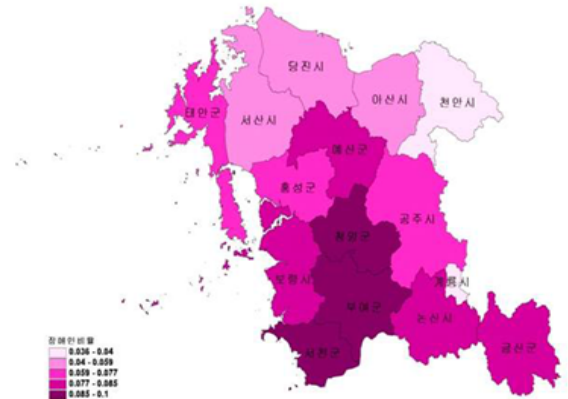 당진시
아산시
천안시
태안군
서산시
예산군
홍성군
공주시
청양군
계룡시
보령시
부여군
논산시
금산군
서천군
장애인비율
0.036 - 0.04
0.04 - 0.059
0.059 - 0.077
0.077 - 0.085
0.085 - 0.1